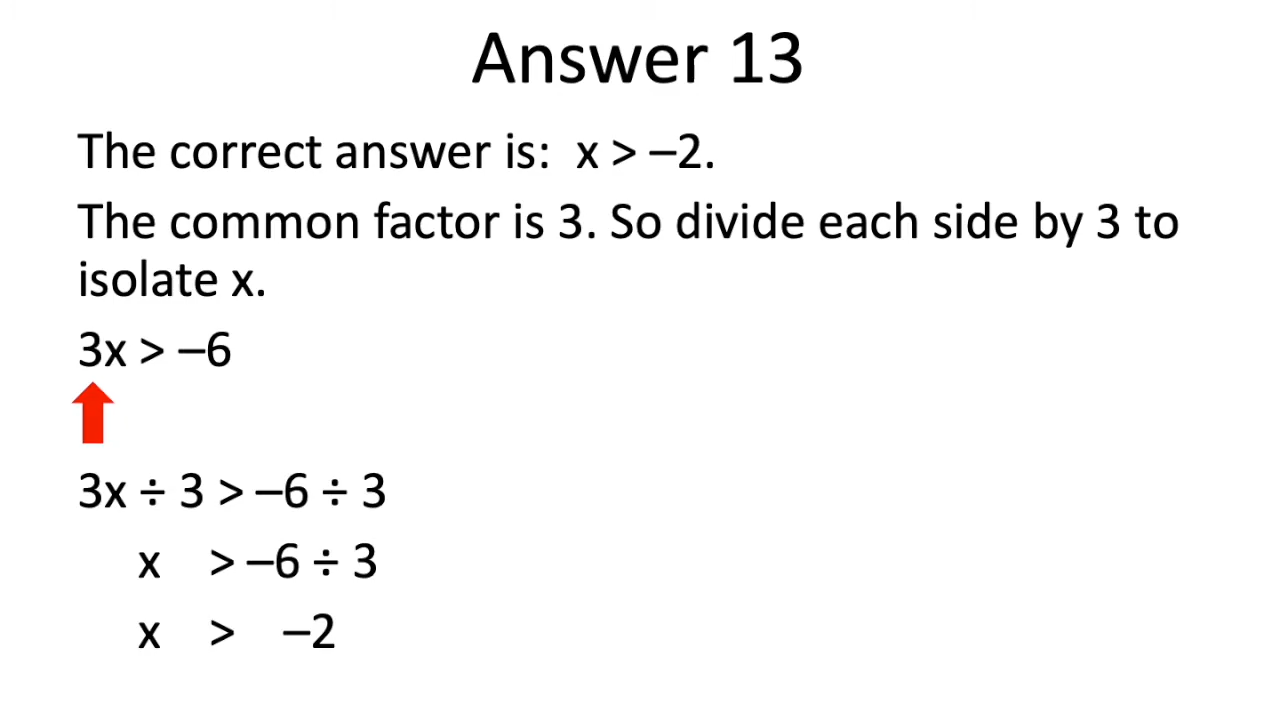 Answer 13
The correct answer is:  x > –2.
The common factor is 3. So divide each side by 3 to
isolate x.
3x > –6
3x ÷ 3 > –6 ÷ 3
x > –6 ÷ 3
x > –2